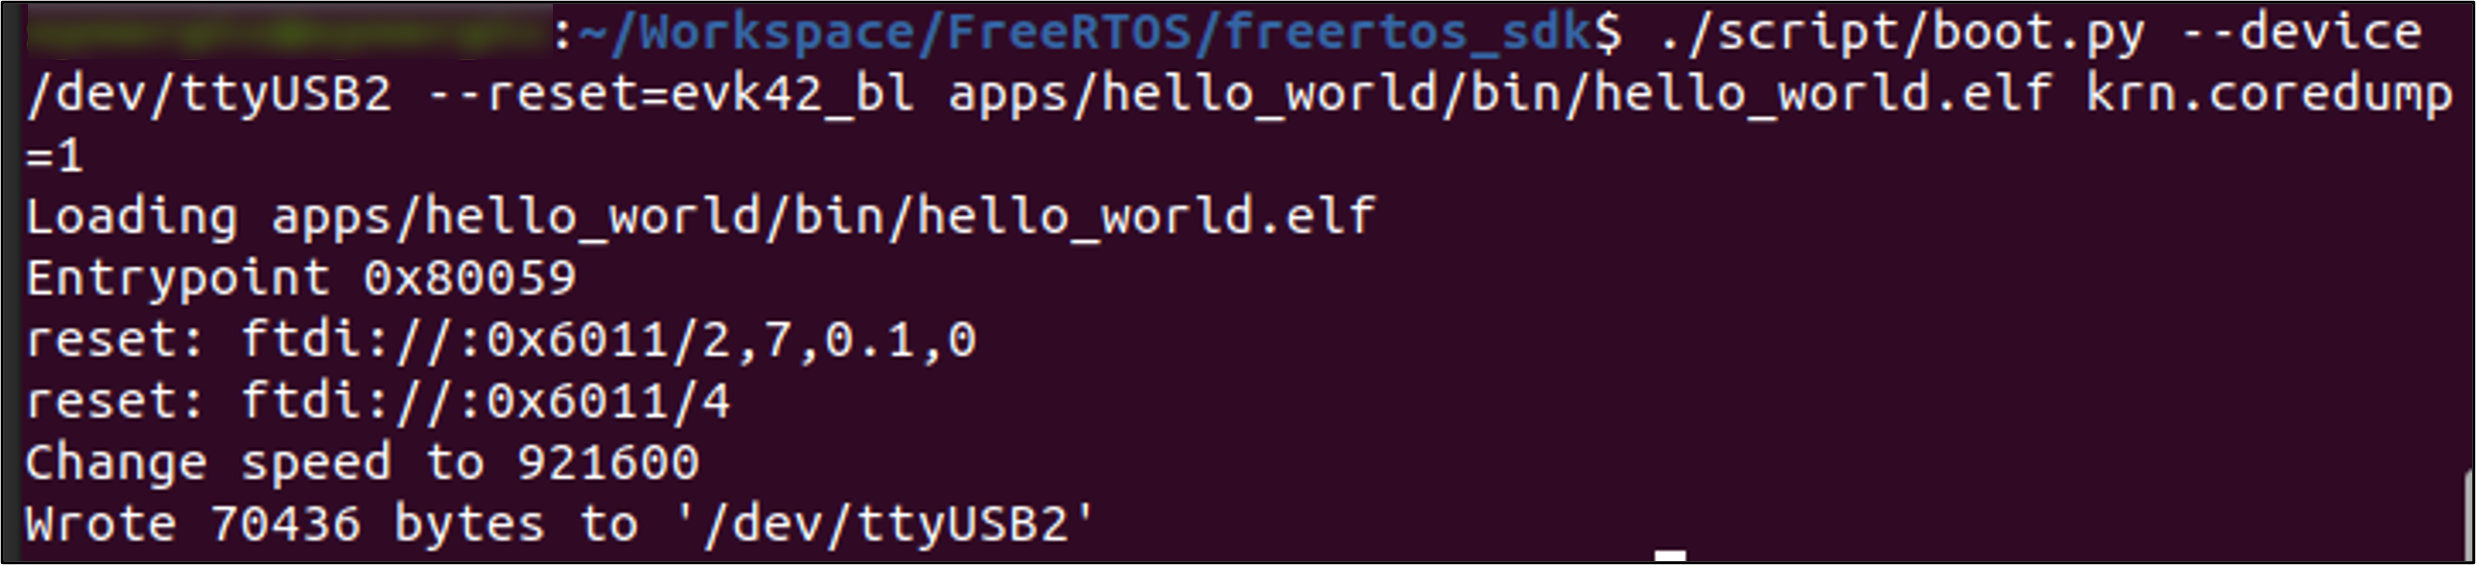 :~/Workspace/FreeRTOS/freertos_sdk$ ./script/boot.py --device
/dev/ttyUSB2 --reset=evk42_bl apps/hello_world/bin/hello_world.elf krn.coredump
=1
Loading apps/hello_world/bin/hello_world.elf
Entrypoint 0x80059
reset: ftdi://:0x6011/2,7,0.1,0
reset: ftdi://:0x6011/4
Change speed to 921600
Wrote 70436 bytes to '/dev/ttyUSB2'